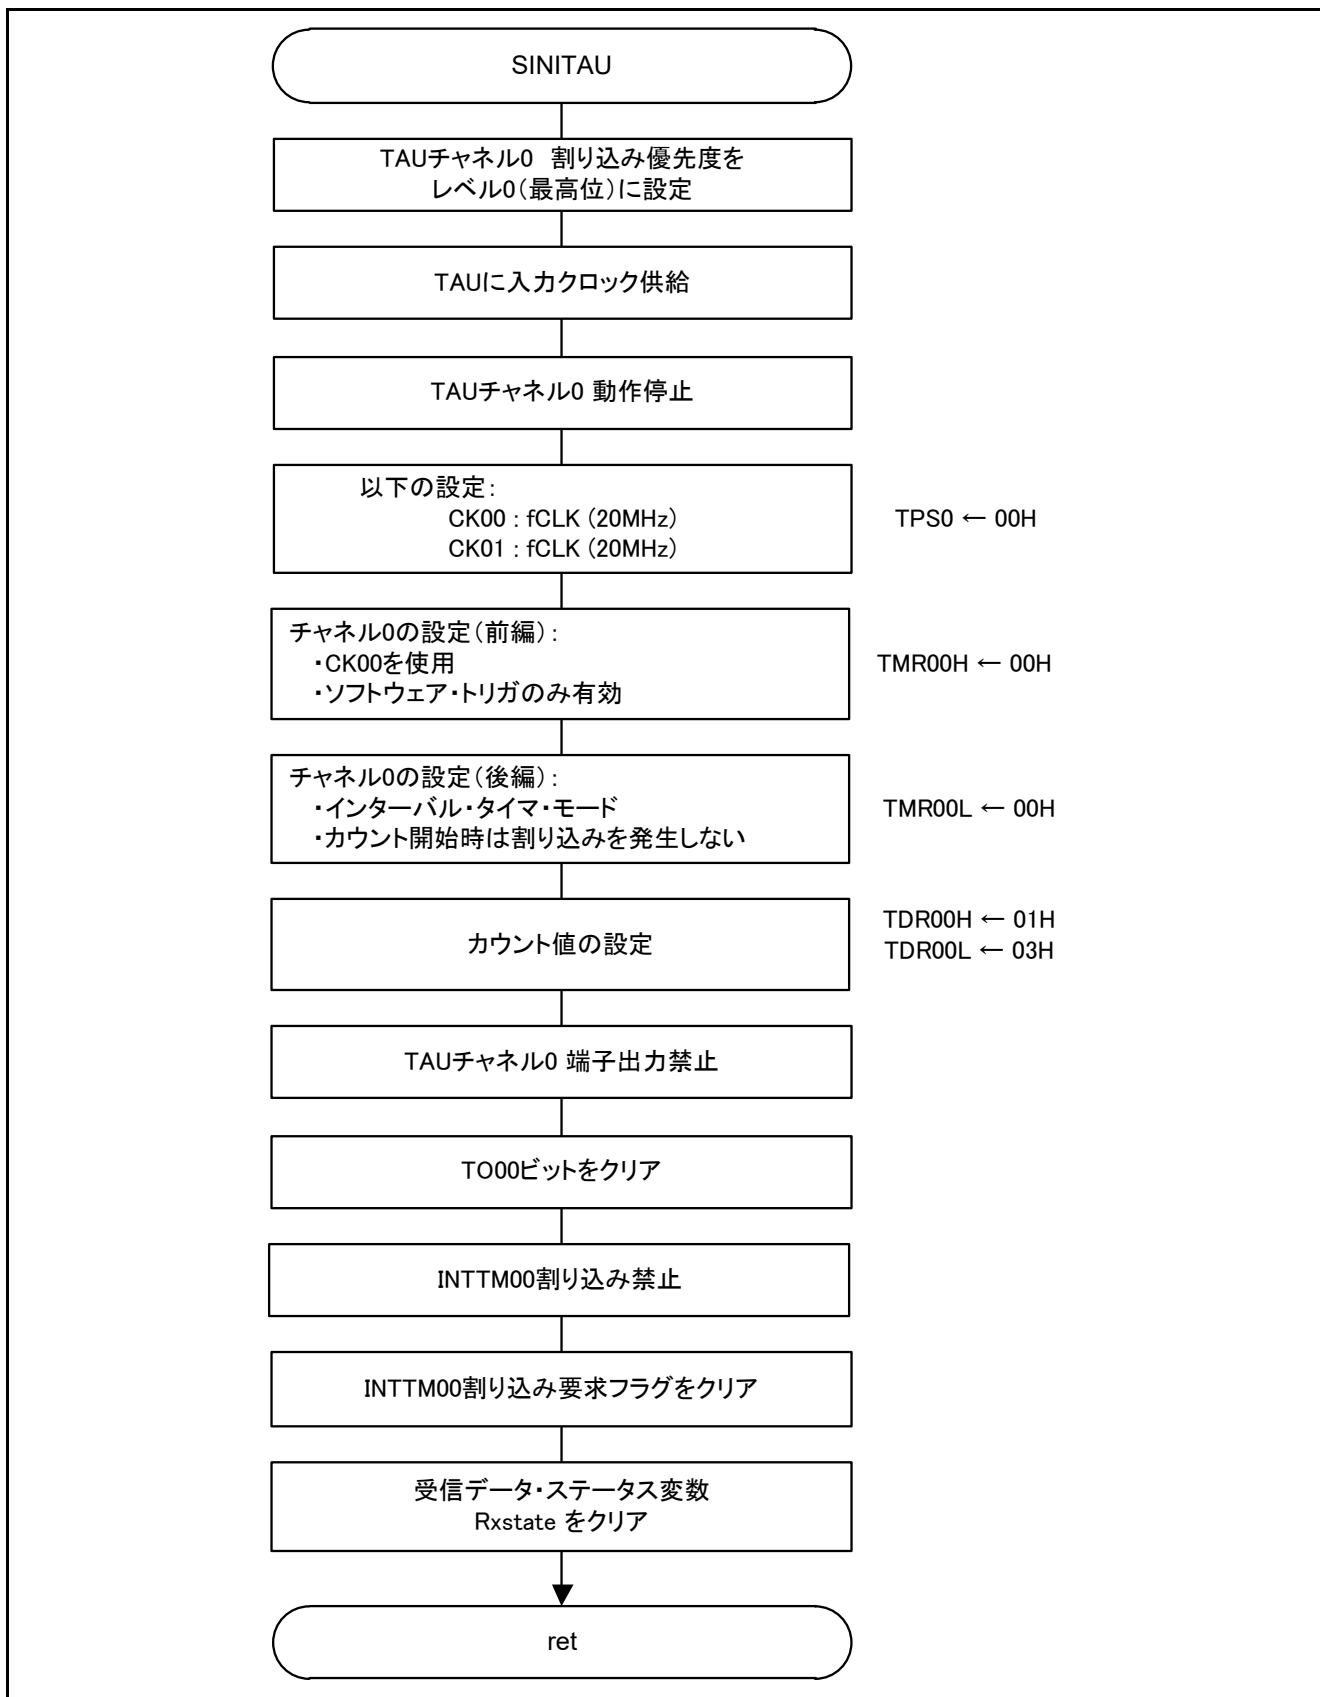 SINITAU
TAUチャネル0 割り込み優先度を
レベル0(最高位)に設定
TAUに入力クロック供給
TAUチャネル0 動作停止
以下の設定:
CK00 : fCLK (20MHz)
CK01 : fCLK (20MHz)
TPS0 ← 00H
チャネル0の設定(前編):
・CK00を使用
・ソフトウェア・トリガのみ有効
TMR00H ← 00H
チャネル0の設定(後編):
・インターバル・タイマ・モード
・カウント開始時は割り込みを発生しない
TMR00L ← 00H
カウント値の設定
TDR00H ← 01H
TDR00L ← 03H
TAUチャネル0 端子出力禁止
TO00ビットをクリア
INTTM00割り込み禁止
INTTM00割り込み要求フラグをクリア
受信データ・ステータス変数
Rxstate をクリア
ret